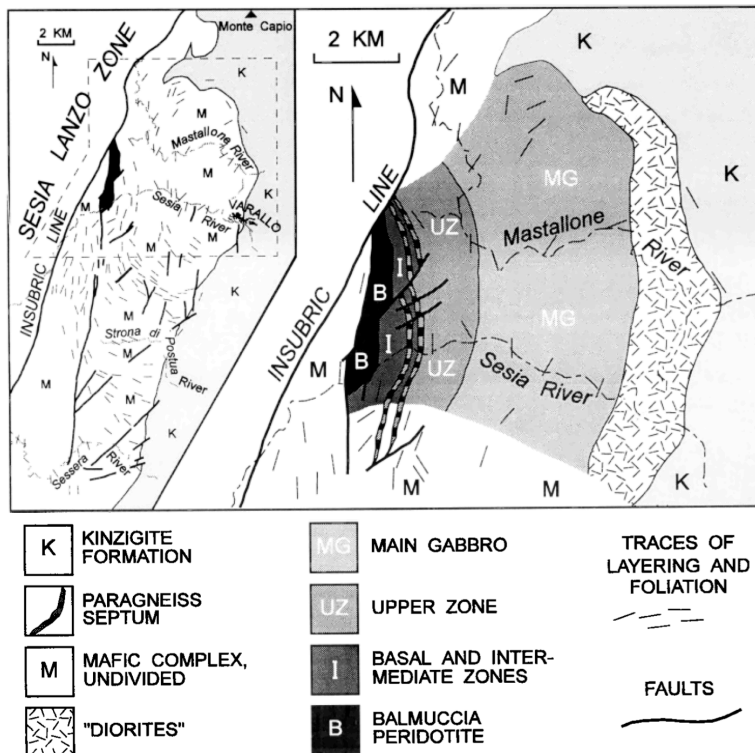 2 KM
N
Monte Capio
SESIA LANZO ZONE
K
M
Mastallone River
M
Sesia River
K
VARALLO
M
M
M
INSUBRIC LINE
M
K
Strona di Postua River
M
M
M
K
Sessera River
2 KM
N
K
M
LINE
MG
K
UZ
Mastallone River
I
B
INSUBRIC
MG
I
B
M
UZ
Sesia River
M
M
K
K
KINZIGITE
FORMATION
PARAGNEISS
SEPTUM
M
MAFIC COMPLEX,
UNDIVIDED
"DIORITES"
MG
MAIN GABBRO
UZ
UPPER ZONE
I
BASAL AND INTER-
MEDIATE ZONES
B
BALMUCCIA
PERIDOTITE
TRACES OF
LAYERING AND
FOLIATION
FAULTS